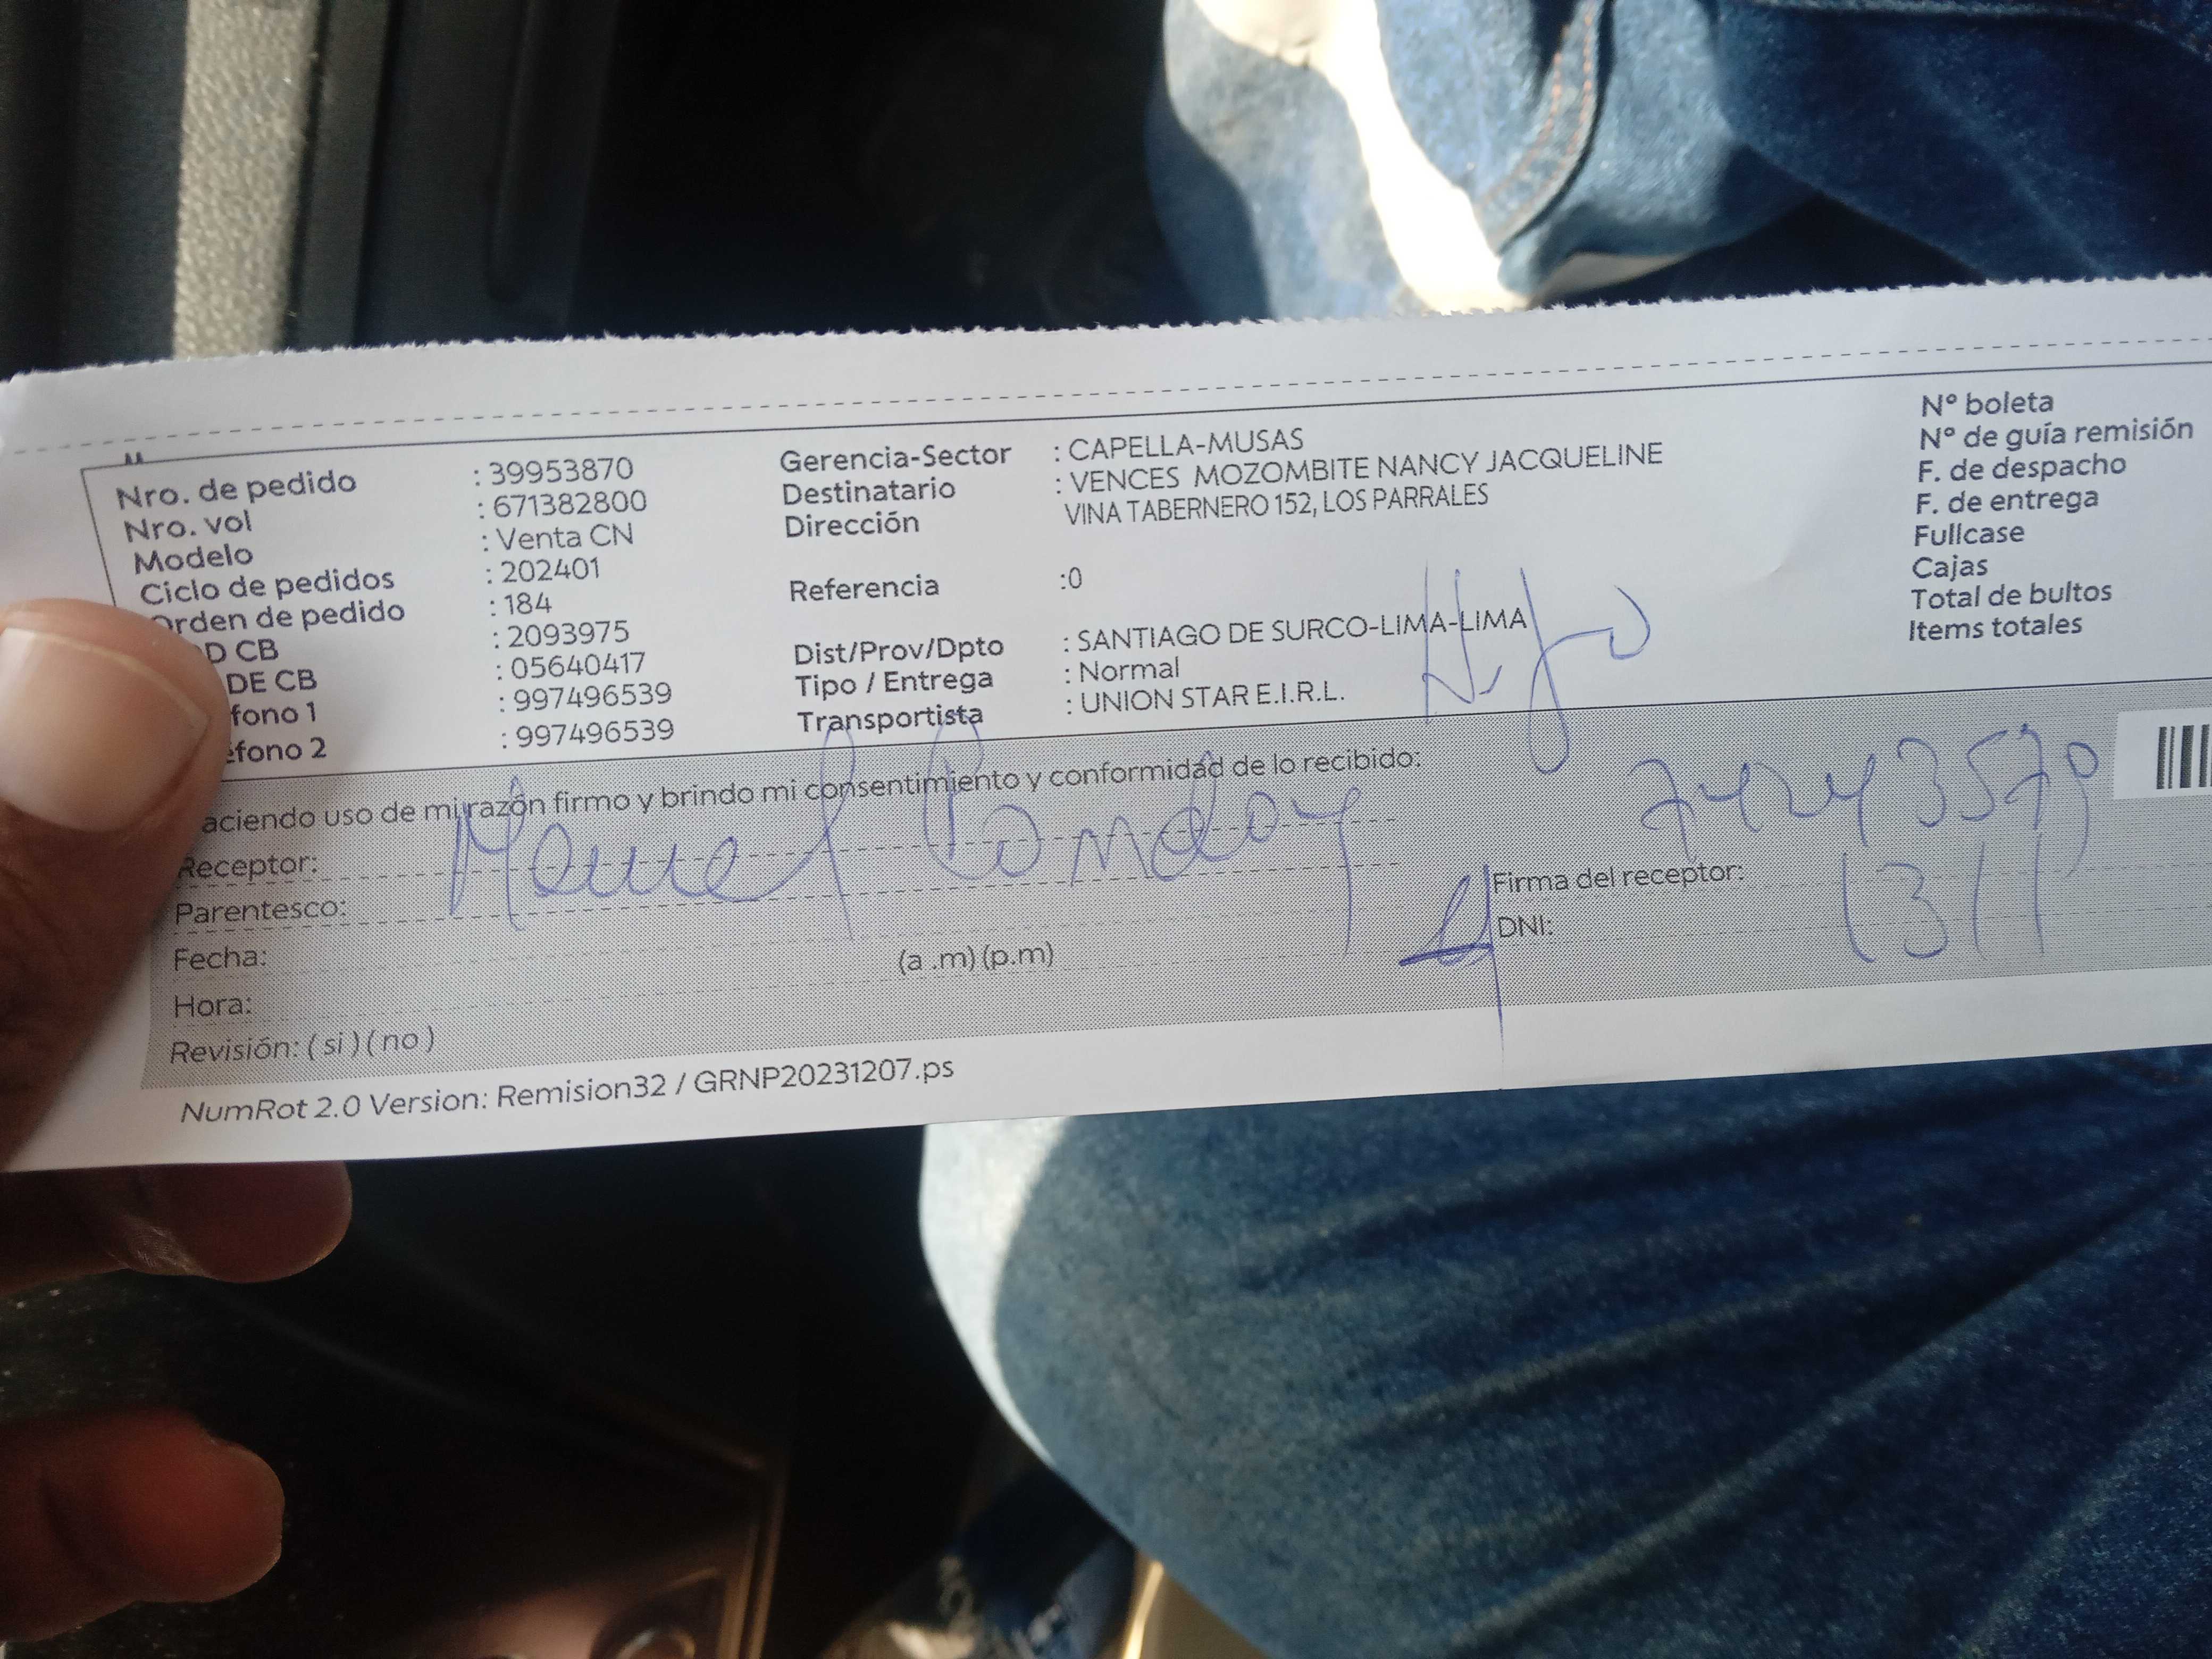 Nro. de pedido : 39953870
Nro. vol : 671382800
Modelo : Venta CN
Ciclo de pedidos : 202401
Orden de pedido : 184
D CB : 2093975
DE CB : 05640417
fono 1 : 997496539
éfono 2 : 997496539
Gerencia-Sector : CAPELLA-MUSAS
Destinatario : VENCES MOZOMBITE NANCY JACQUELINE
Dirección VINA TABERNERO 152, LOS PARRALES
Referencia :0
Dist/Prov/Dpto : SANTIAGO DE SURCO-LIMA-LIMA
Tipo / Entrega : Normal
Transportista : UNION STAR E.I.R.L.
Hijo
N° boleta
N° de guía remisión
F. de despacho
F. de entrega
Fullcase
Cajas
Total de bultos
Items totales
aciendo uso de mi razón firmo y brindo mi consentimiento y conformidad de lo recibido:
Receptor:
Parentesco:
Fecha:
Hora: (a .m) (p.m)
Revisión: ( si ) ( no )
Firma del receptor:
DNI:
1311
NumRot 2.0 Version: Remision32 / GRNP20231207.ps